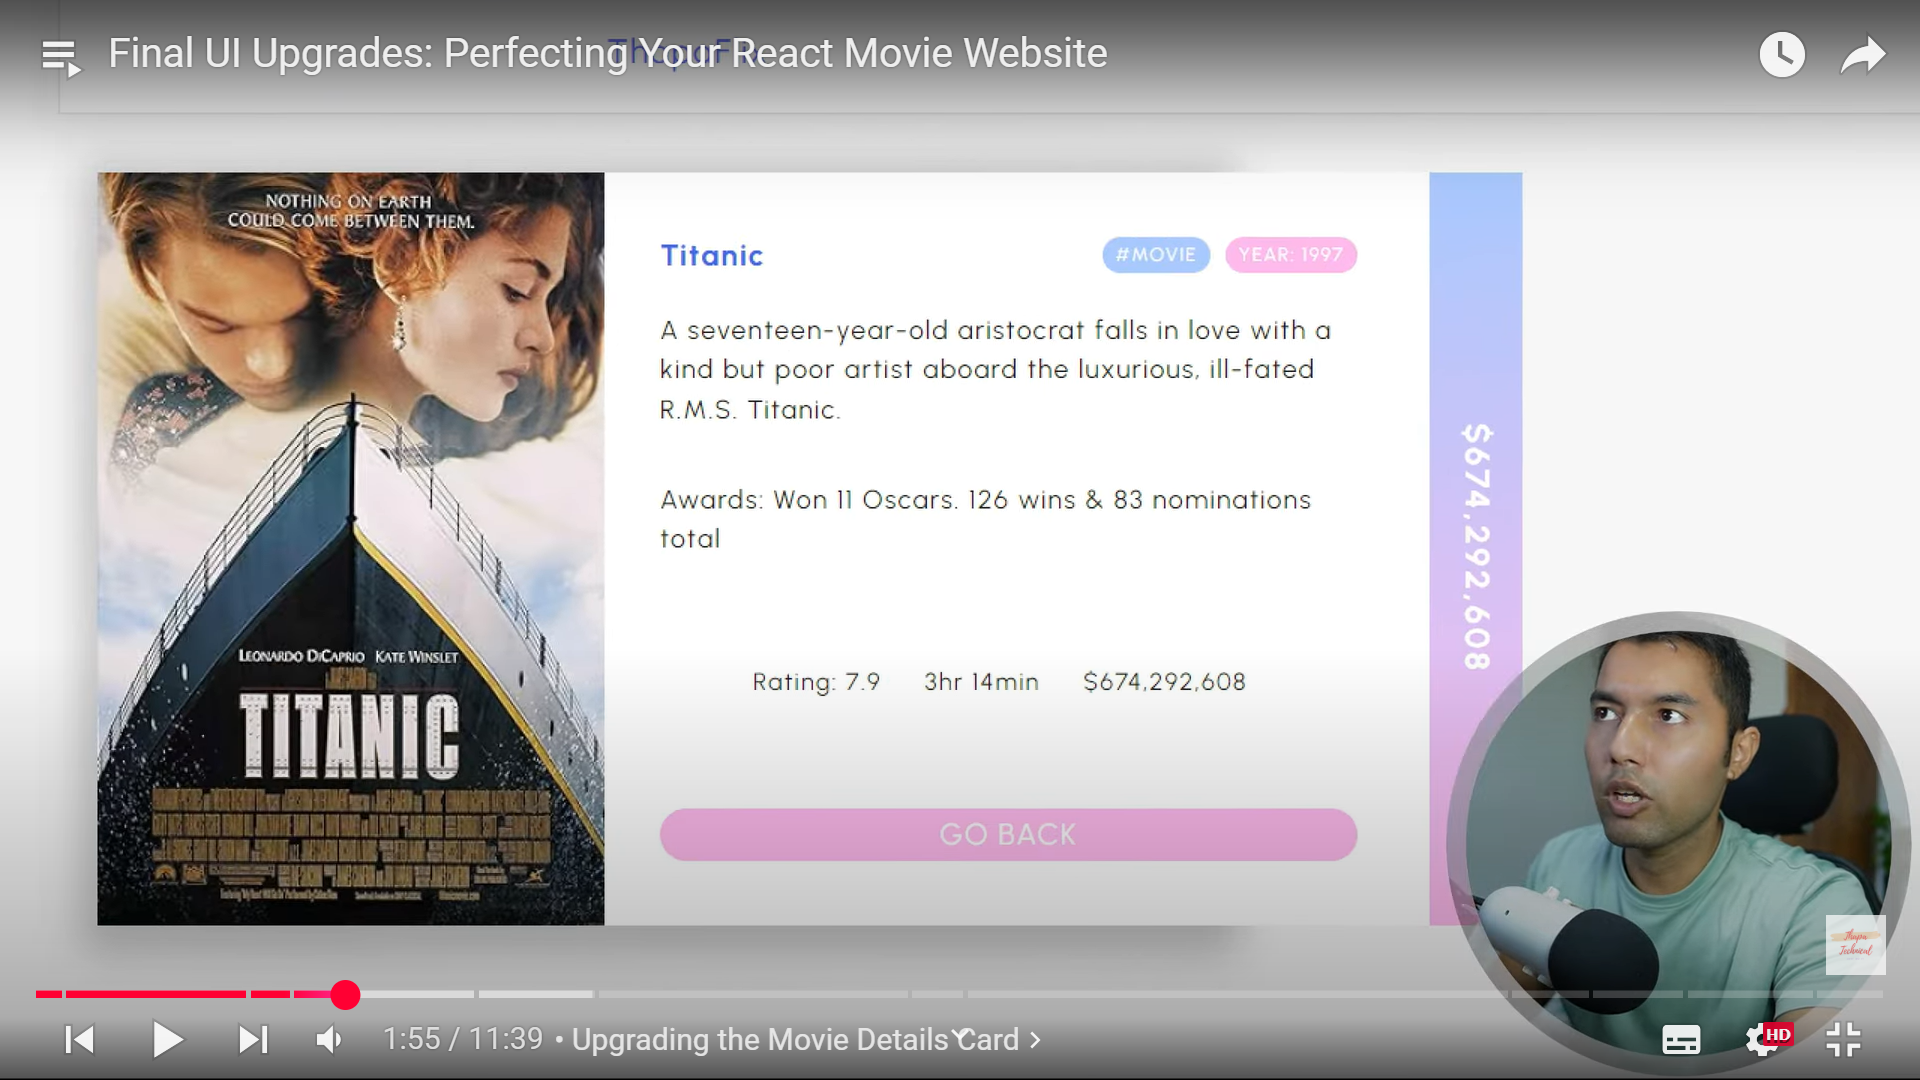 Final UI Upgrades: Perfecting Your React Movie Website
NOTHING ON EARTH
COULD COME BETWEEN THEM.
LEONARDO DICAPRIO KATE WINSLET
TITANIC
Titanic
#MOVIE
YEAR: 1997
A seventeen-year-old aristocrat falls in love with a
kind but poor artist aboard the luxurious, ill-fated
R.M.S. Titanic.
Awards: Won 11 Oscars. 126 wins & 83 nominations
total
Rating: 7.9 3hr 14min $674,292,608
GO BACK
$674,292,608
Thapa
Technical
1:55 / 11:39 • Upgrading the Movie Details Card
HD